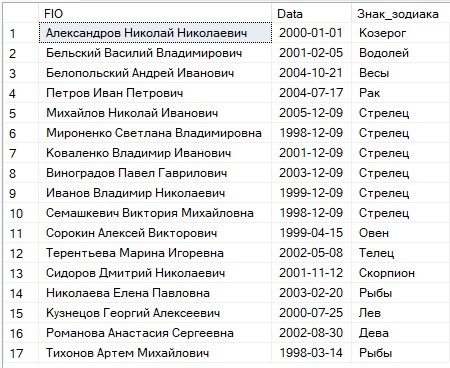 FIO Data Знак_зодиака
1 Александров Николай Николаевич 2000-01-01 Козерог
2 Бельский Василий Владимирович 2001-02-05 Водолей
3 Белопольский Андрей Иванович 2004-10-21 Весы
4 Петров Иван Петрович 2004-07-17 Рак
5 Михайлов Николай Иванович 2005-12-09 Стрелец
6 Мироненко Светлана Владимировна 1998-12-09 Стрелец
7 Коваленко Владимир Иванович 2001-12-09 Стрелец
8 Виноградов Павел Гаврилович 2003-12-09 Стрелец
9 Иванов Владимир Николаевич 1999-12-09 Стрелец
10 Семашкевич Виктория Михайловна 1998-12-09 Стрелец
11 Сорокин Алексей Викторович 1999-04-15 Овен
12 Терентьева Марина Игоревна 2002-05-08 Телец
13 Сидоров Дмитрий Николаевич 2001-11-12 Скорпион
14 Николаева Елена Павловна 2003-02-20 Рыбы
15 Кузнецов Георгий Алексеевич 2000-07-25 Лев
16 Романова Анастасия Сергеевна 2002-08-30 Дева
17 Тихонов Артем Михайлович 1998-03-14 Рыбы